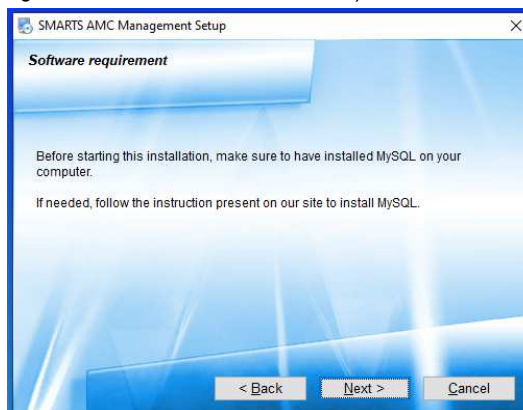 SMARTS AMC Management Setup
Software requirement
Before starting this installation, make sure to have installed MySQL on your
computer.
If needed, follow the instruction present on our site to install MySQL.
< Back
Next >
Cancel